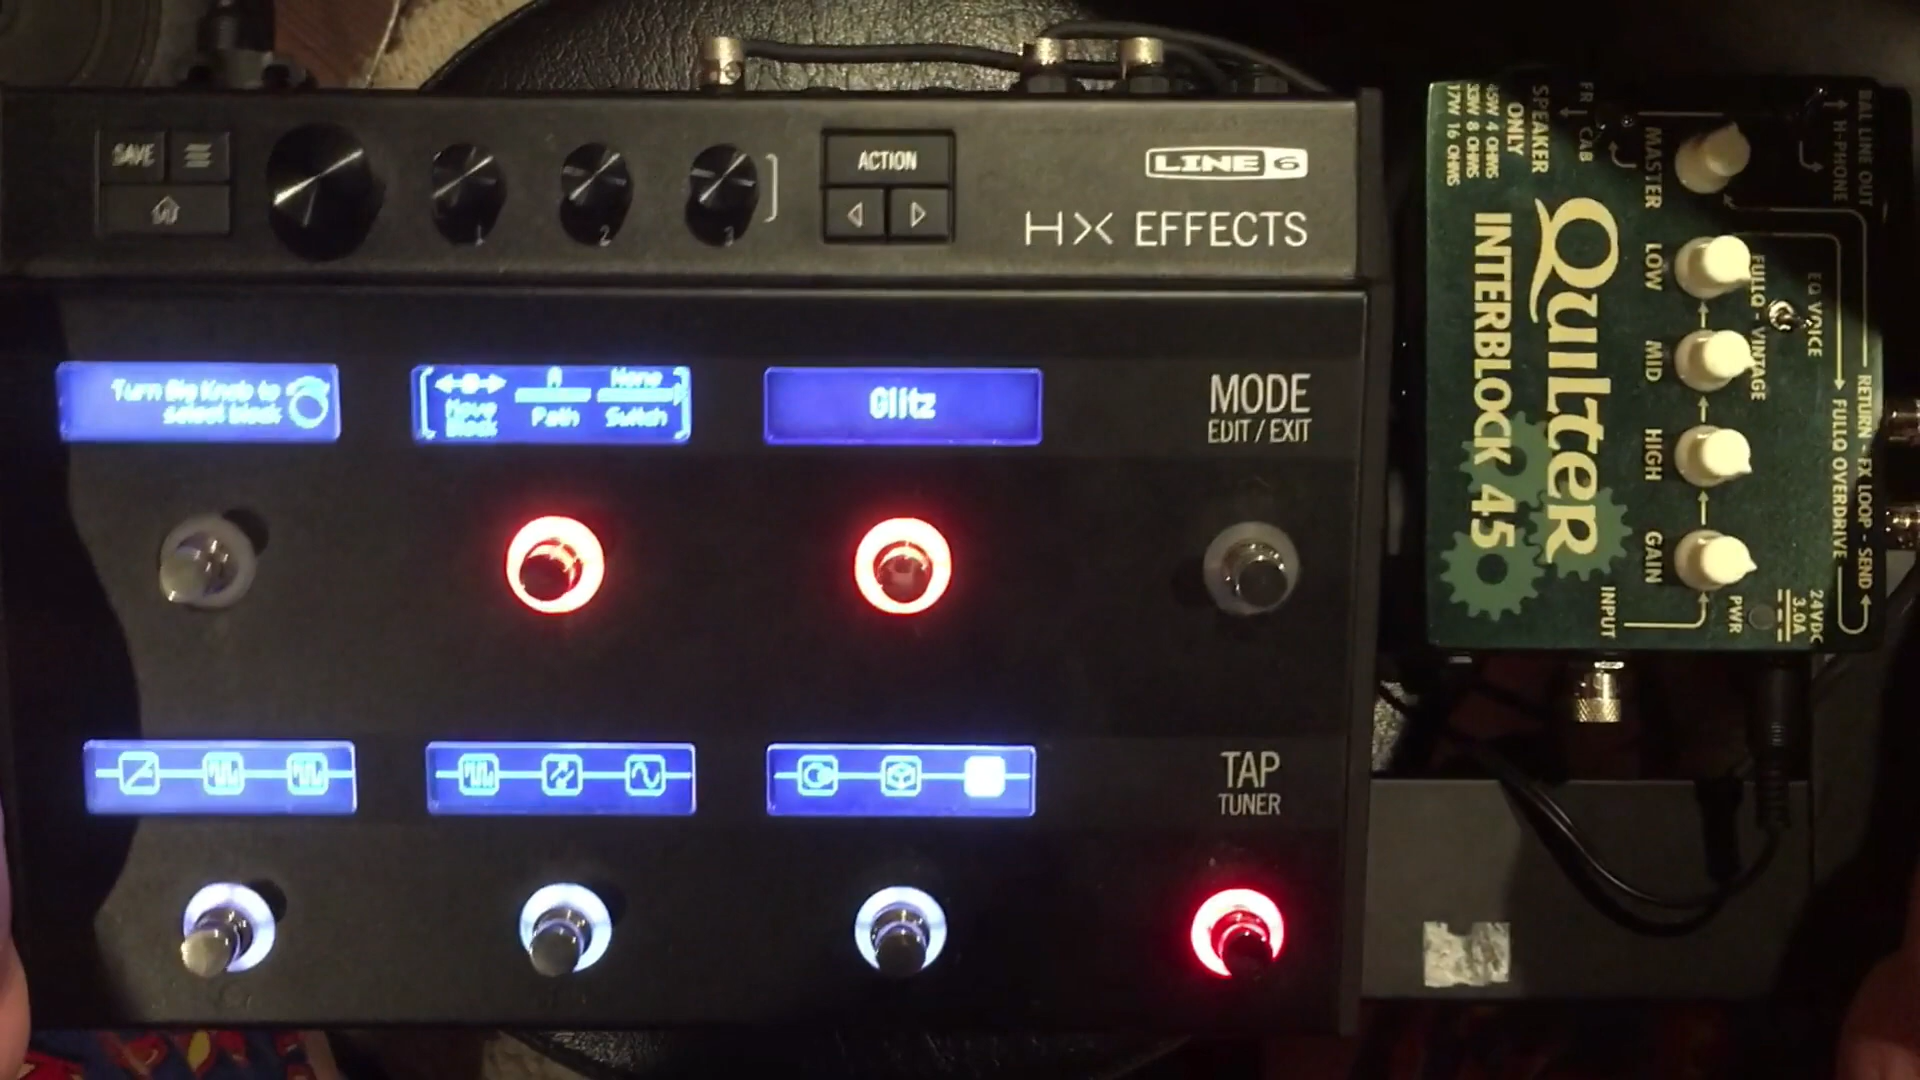 SAVE
1
2
3
ACTION
LINE 6
HX EFFECTS
Turn Big Knob to
select block
Move
Block
A
Path
None
Switch
Glitz
MODE
EDIT / EXIT
TAP
TUNER
45W 4 OHMS
33W 8 OHMS
17W 16 OHMS
SPEAKER
ONLY
FR CAB
MASTER
BAL LINE OUT
H-PHONE
QUILTER
INTERBLOCK 45
LOW
MID
HIGH
GAIN
FULLQ - VINTAGE
EQ VOICE
RETURN - FX LOOP - SEND
FULLQ OVERDRIVE
INPUT
PWR
24VDC
3.0A